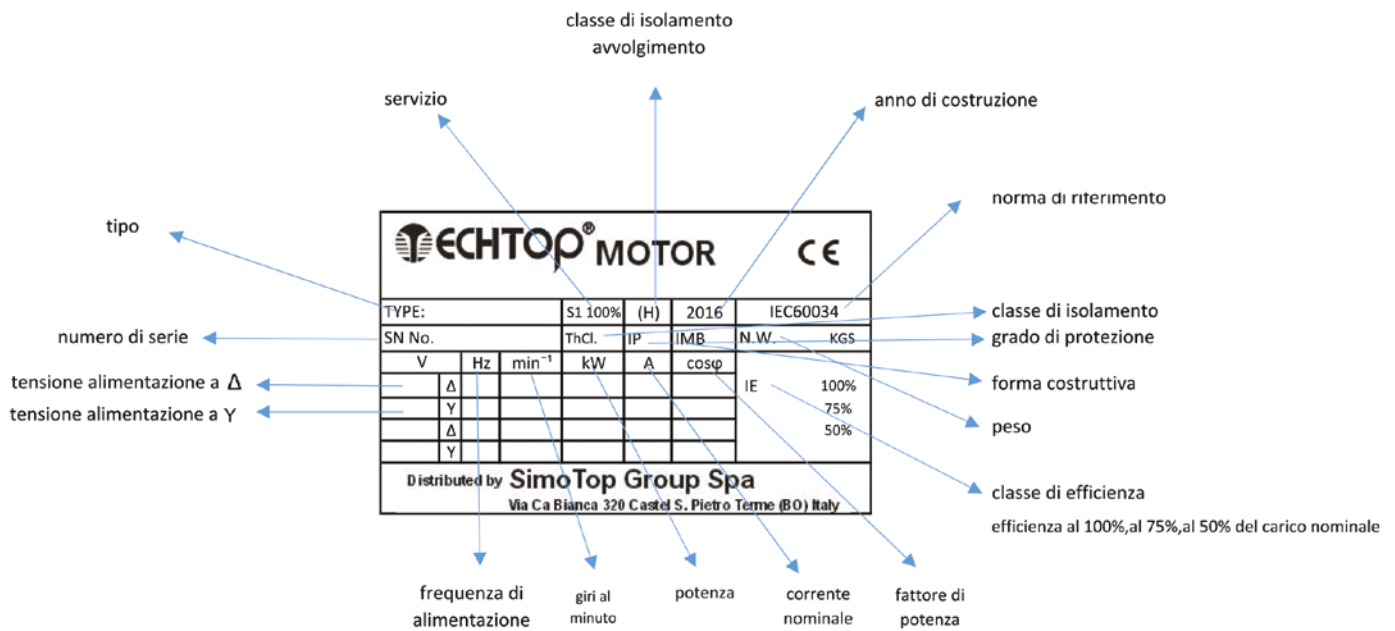 classe di isolamento
avvolgimento
servizio
anno di costruzione
norma di riferimento
tipo
TECHTOP® MOTOR CE
TYPE: S1 100% (H) 2016 IEC60034
classe di isolamento
numero di serie
SN No. ThCl. IP IMB N.W. KGS
grado di protezione
V Hz min⁻¹ kW A cosφ
tensione alimentazione a Δ
Δ IE 100%
forma costruttiva
tensione alimentazione a Y
Y 75%
peso
Δ 50%
Y
Distributed by SimoTop Group Spa
Via Ca Bianca 320 Castel S. Pietro Terme (BO) Italy
classe di efficienza
efficienza al 100%,al 75%,al 50% del carico nominale
frequenza di
alimentazione
giri al
minuto
potenza
corrente
nominale
fattore di
potenza